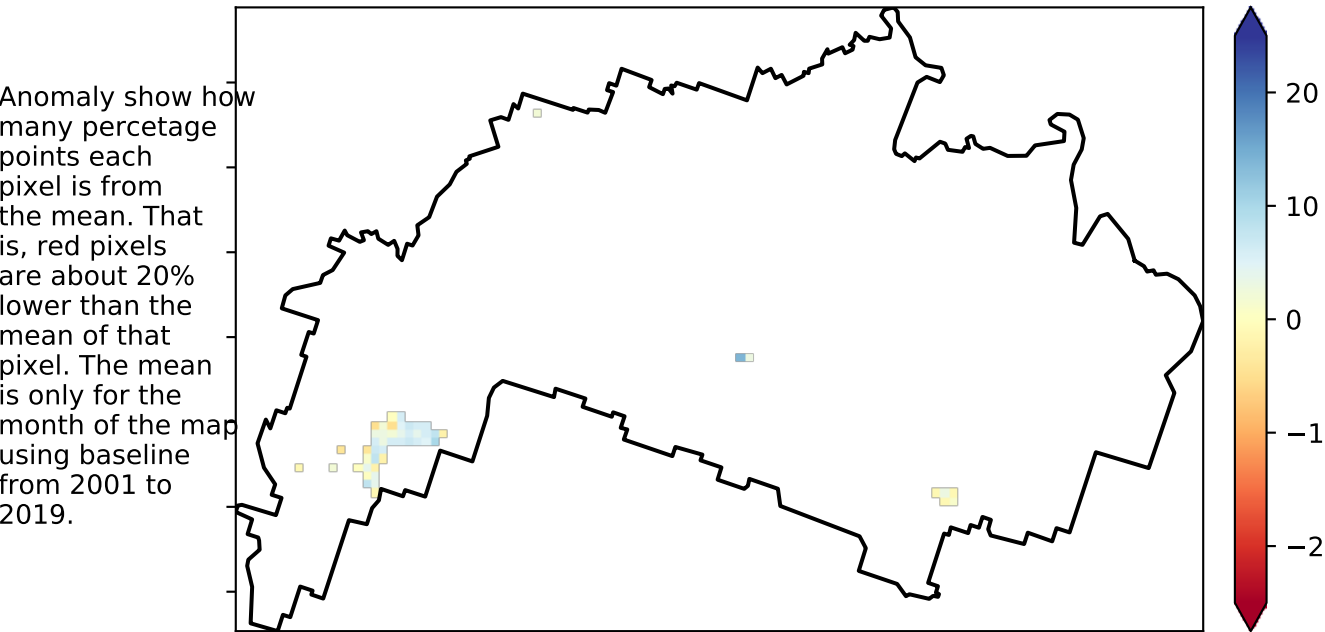 Anomaly show how
many percetage
points each
pixel is from
the mean. That
is, red pixels
are about 20%
lower than the
mean of that
pixel. The mean
is only for the
month of the map
using baseline
from 2001 to
2019.
20
10
0
−1
−2